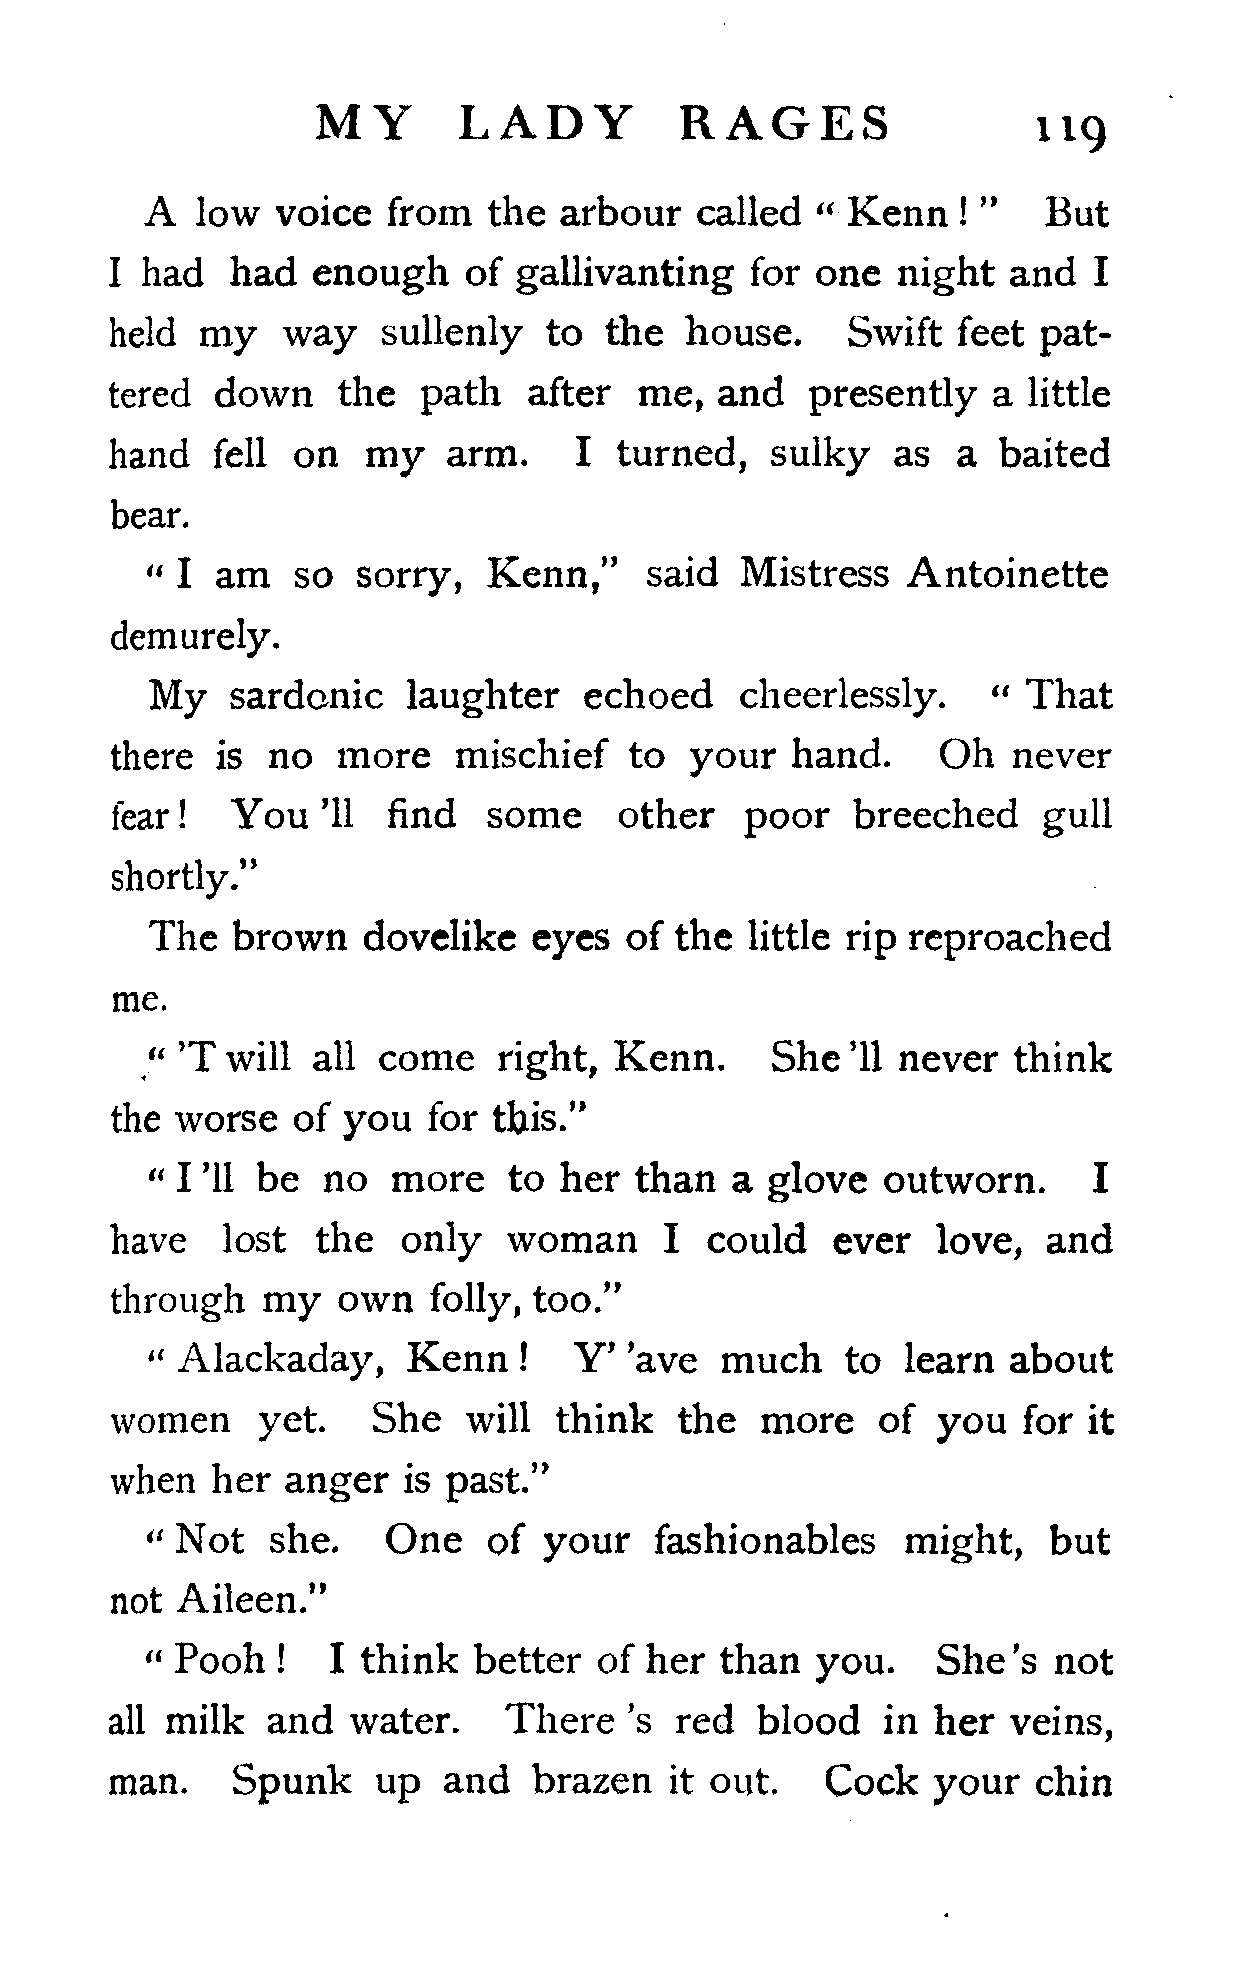 MY LADY RAGES 119
A low voice from the arbour called “ Kenn ! ” But
I had had enough of gallivanting for one night and I
held my way sullenly to the house. Swift feet pat-
tered down the path after me, and presently a little
hand fell on my arm. I turned, sulky as a baited
bear.
“ I am so sorry, Kenn,” said Mistress Antoinette
demurely.
My sardonic laughter echoed cheerlessly. “ That
there is no more mischief to your hand. Oh never
fear ! You ’ll find some other poor breeched gull
shortly.”
The brown dovelike eyes of the little rip reproached
me.
“ ’T will all come right, Kenn. She ’ll never think
the worse of you for this.”
“ I ’ll be no more to her than a glove outworn. I
have lost the only woman I could ever love, and
through my own folly, too.”
“ Alackaday, Kenn ! Y’ ’ave much to learn about
women yet. She will think the more of you for it
when her anger is past.”
“ Not she. One of your fashionables might, but
not Aileen.”
“ Pooh ! I think better of her than you. She ’s not
all milk and water. There ’s red blood in her veins,
man. Spunk up and brazen it out. Cock your chin